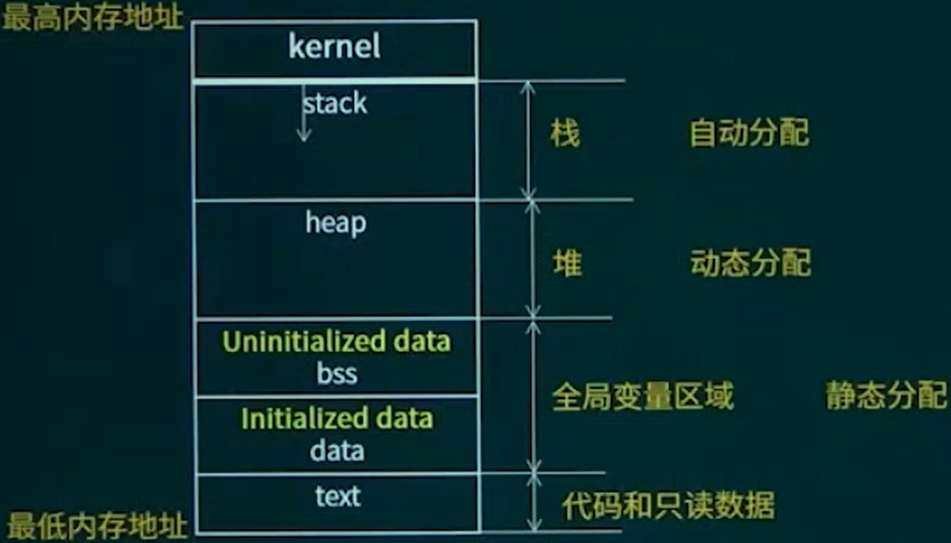 最高内存地址
kernel
stack
栈 自动分配
heap
堆 动态分配
Uninitialized data
bss
全局变量区域 静态分配
Initialized data
data
text
代码和只读数据
最低内存地址